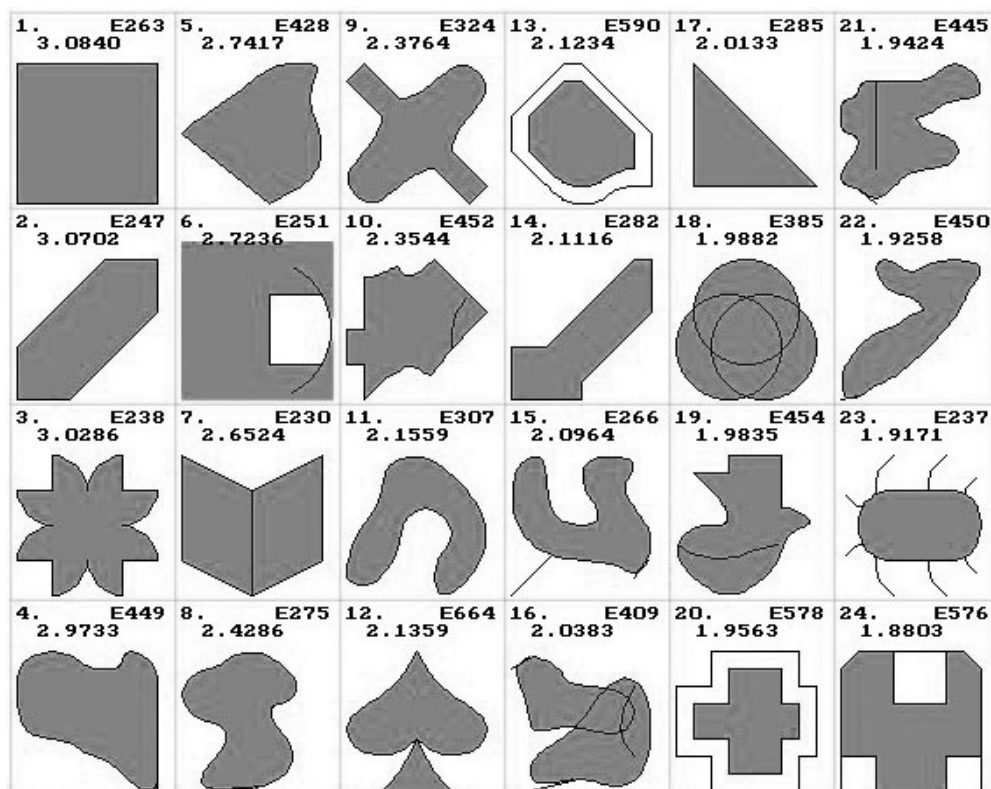 1. E263
3.0840
5. E428
2.7417
9. E324
2.3764
13. E590
2.1234
17. E285
2.0133
21. E445
1.9424
2. E247
3.0702
6. E251
2.7236
10. E452
2.3544
14. E282
2.1116
18. E385
1.9882
22. E450
1.9258
3. E238
3.0286
7. E230
2.6524
11. E307
2.1559
15. E266
2.0964
19. E454
1.9835
23. E237
1.9171
4. E449
2.9733
8. E275
2.4286
12. E664
2.1359
16. E409
2.0383
20. E578
1.9563
24. E576
1.8803